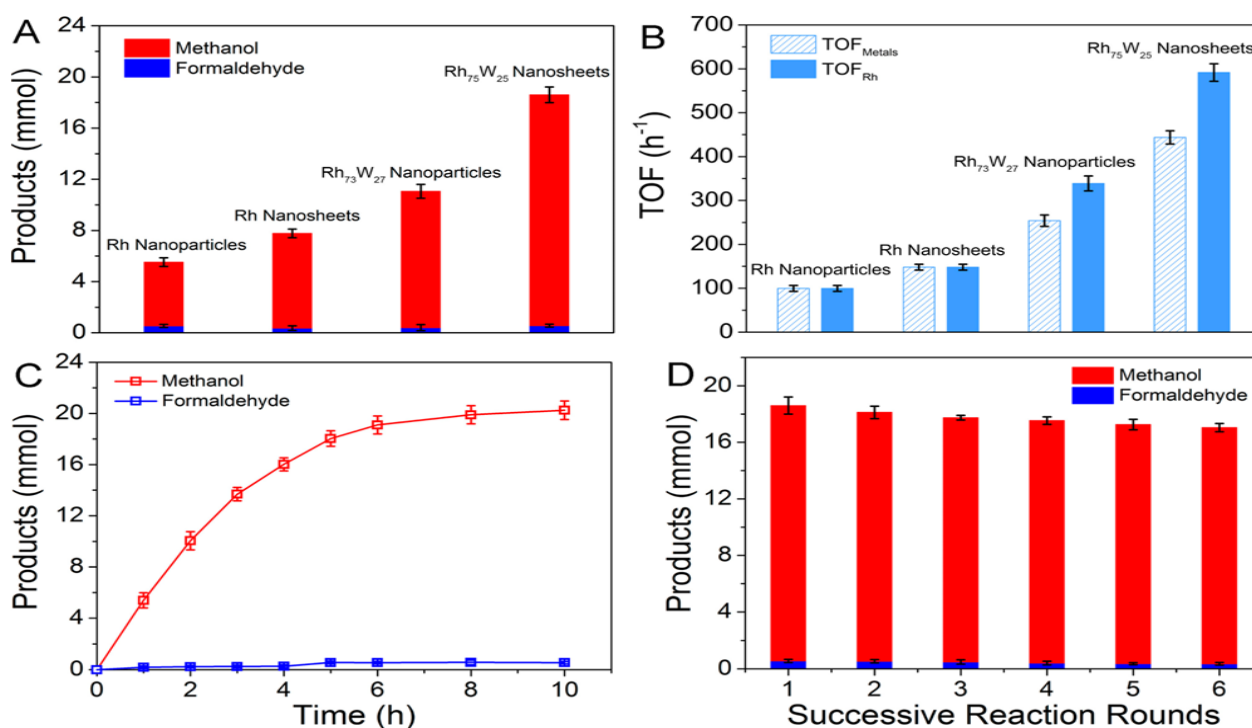 A
Methanol
Formaldehyde
Rh₇₅W₂₅ Nanosheets
Rh₇₃W₂₇ Nanoparticles
Rh Nanosheets
Rh Nanoparticles
Products (mmol)
24
20
16
12
8
4
0
B
TOF_Metals
TOF_Rh
Rh₇₅W₂₅ Nanosheets
Rh₇₃W₂₇ Nanoparticles
Rh Nanosheets
Rh Nanoparticles
TOF (h⁻¹)
700
600
500
400
300
200
100
0
C
Methanol
Formaldehyde
Products (mmol)
24
20
16
12
8
4
0
0 2 4 6 8 10
Time (h)
D
Methanol
Formaldehyde
Products (mmol)
20
16
12
8
4
0
1 2 3 4 5 6
Successive Reaction Rounds